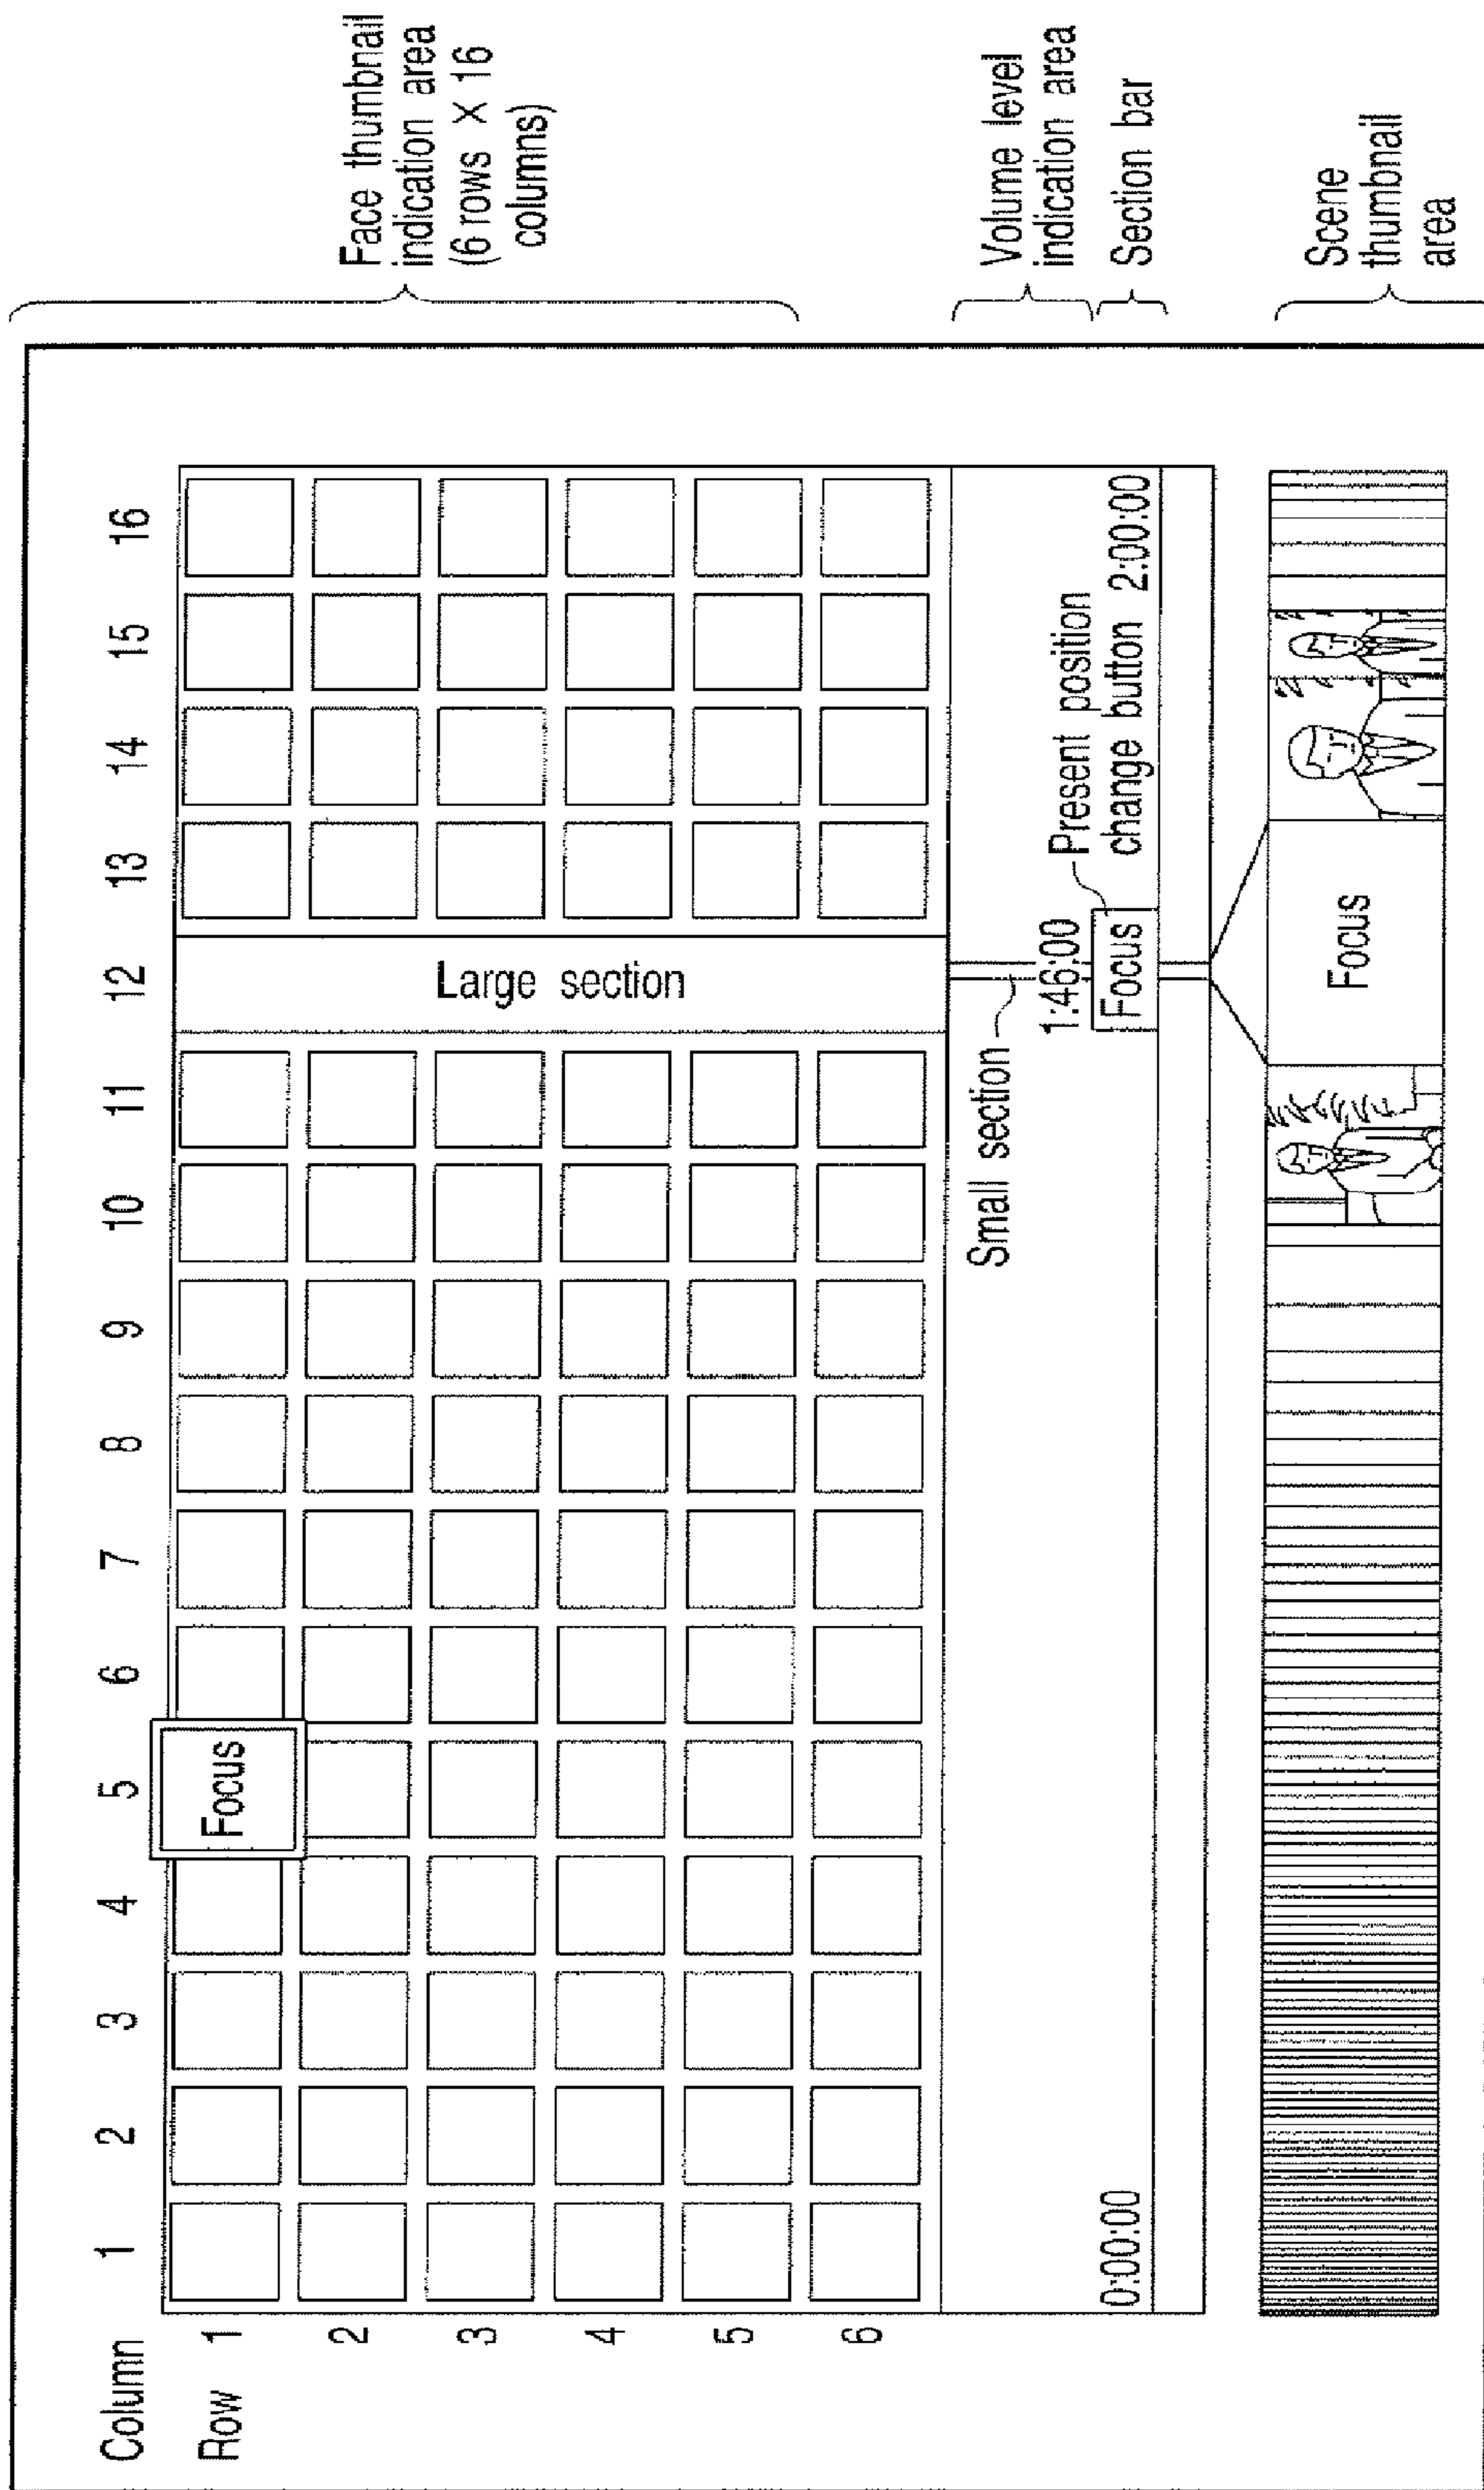 Column 1 2 3 4 5 6 7 8 9 10 11 12 13 14 15 16
Row 1
2
3
4
5
6
Focus
Large section
Face thumbnail
indication area
(6 rows X 16
columns)
Small section
Volume level
indication area
1:46:00
Present position
change button
0:00:00
Focus
2:00:00
Section bar
Focus
Scene
thumbnail
area